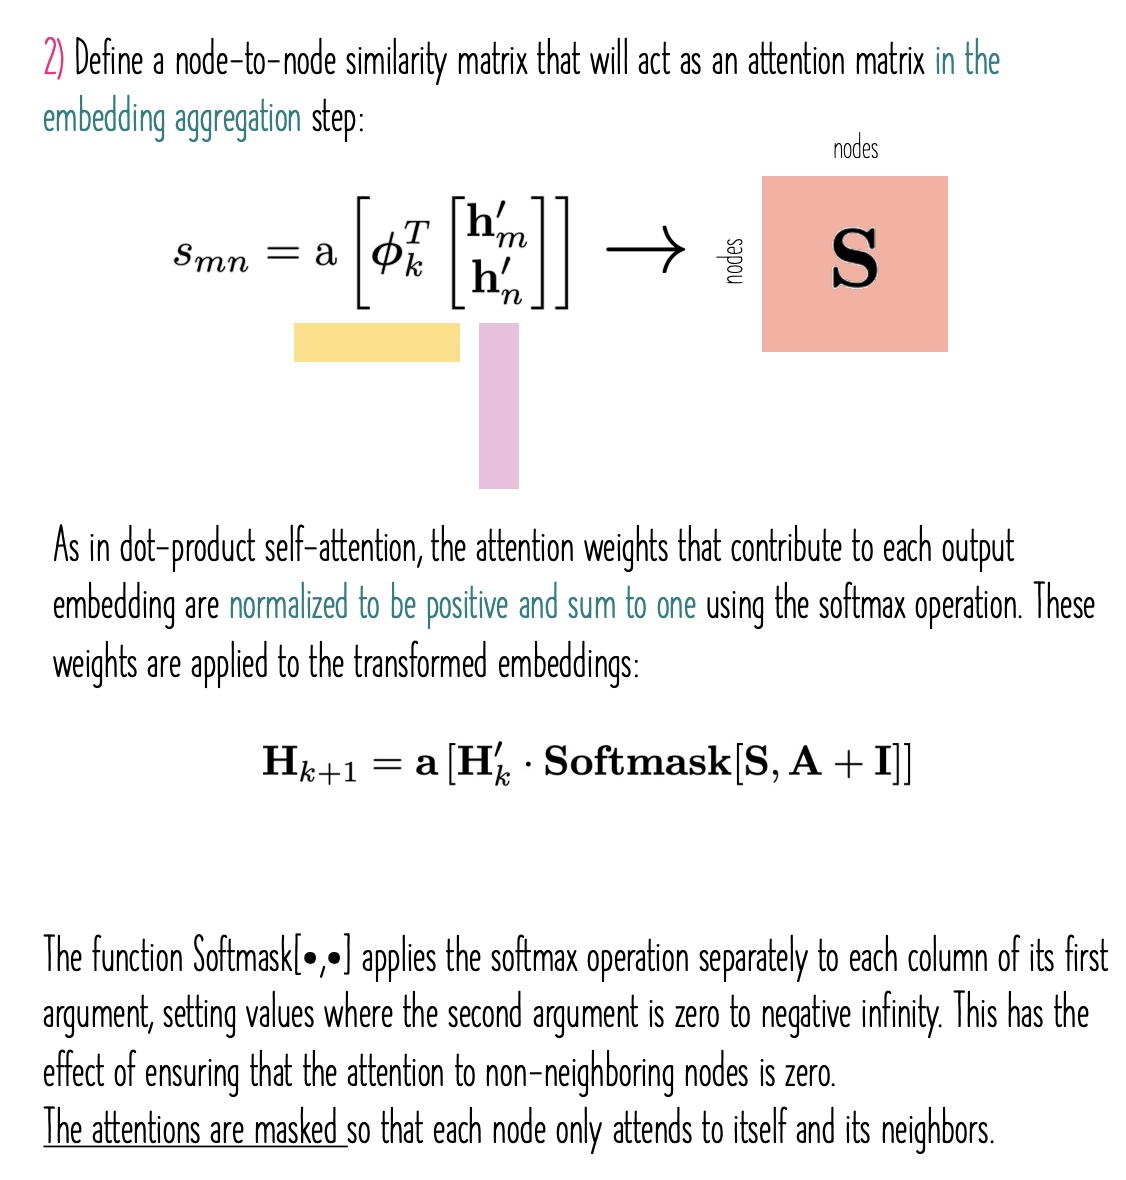 2) Define a node-to-node similarity matrix that will act as an attention matrix in the
embedding aggregation step:
nodes
s_{mn} = a [ϕ_k^T [h'_m h'_n]] → nodes S
As in dot-product self-attention, the attention weights that contribute to each output
embedding are normalized to be positive and sum to one using the softmax operation. These
weights are applied to the transformed embeddings:
H_{k+1} = a [H'_k · Softmask[S, A + I]]
The function Softmask[•,•] applies the softmax operation separately to each column of its first
argument, setting values where the second argument is zero to negative infinity. This has the
effect of ensuring that the attention to non-neighboring nodes is zero.
The attentions are masked so that each node only attends to itself and its neighbors.